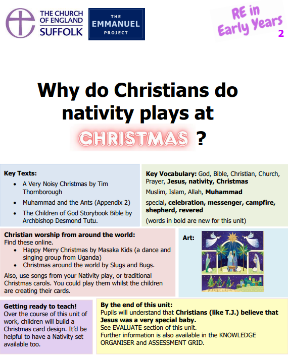 THE CHURCH
OF ENGLAND
SUFFOLK
THE
EMMANUEL
PROJECT
RE in
Early Years
2
Why do Christians do
nativity plays at
CHRISTMAS ?
Key Texts:
• A Very Noisy Christmas by Tim
Thornborough
• Muhammad and the Ants (Appendix 2)
• The Children of God Storybook Bible by
Archbishop Desmond Tutu.
Key Vocabulary: God, Bible, Christian, Church,
Prayer, Jesus, nativity, Christmas
Muslim, Islam, Allah, Muhammad
special, celebration, messenger, campfire,
shepherd, revered
(words in bold are new for this unit)
Christian worship from around the world:
Find these online.
• Happy Merry Christmas by Masaka Kids (a dance and
singing group from Uganda)
• Christmas around the world by Slugs and Bugs.
Also, use songs from your Nativity play, or traditional
Christmas carols. You could play them whilst the children
are creating their cards.
Art:
Getting ready to teach!
Over the course of this unit of
work, children will build a
Christmas card design. It'd be
helpful to have a Nativity set
available too.
By the end of this unit:
Pupils will understand that Christians (like T.J.) believe that
Jesus was a very special baby.
See EVALUATE section of this unit.
Further information is also available in the KNOWLEDGE
ORGANISER and ASSESSMENT GRID.